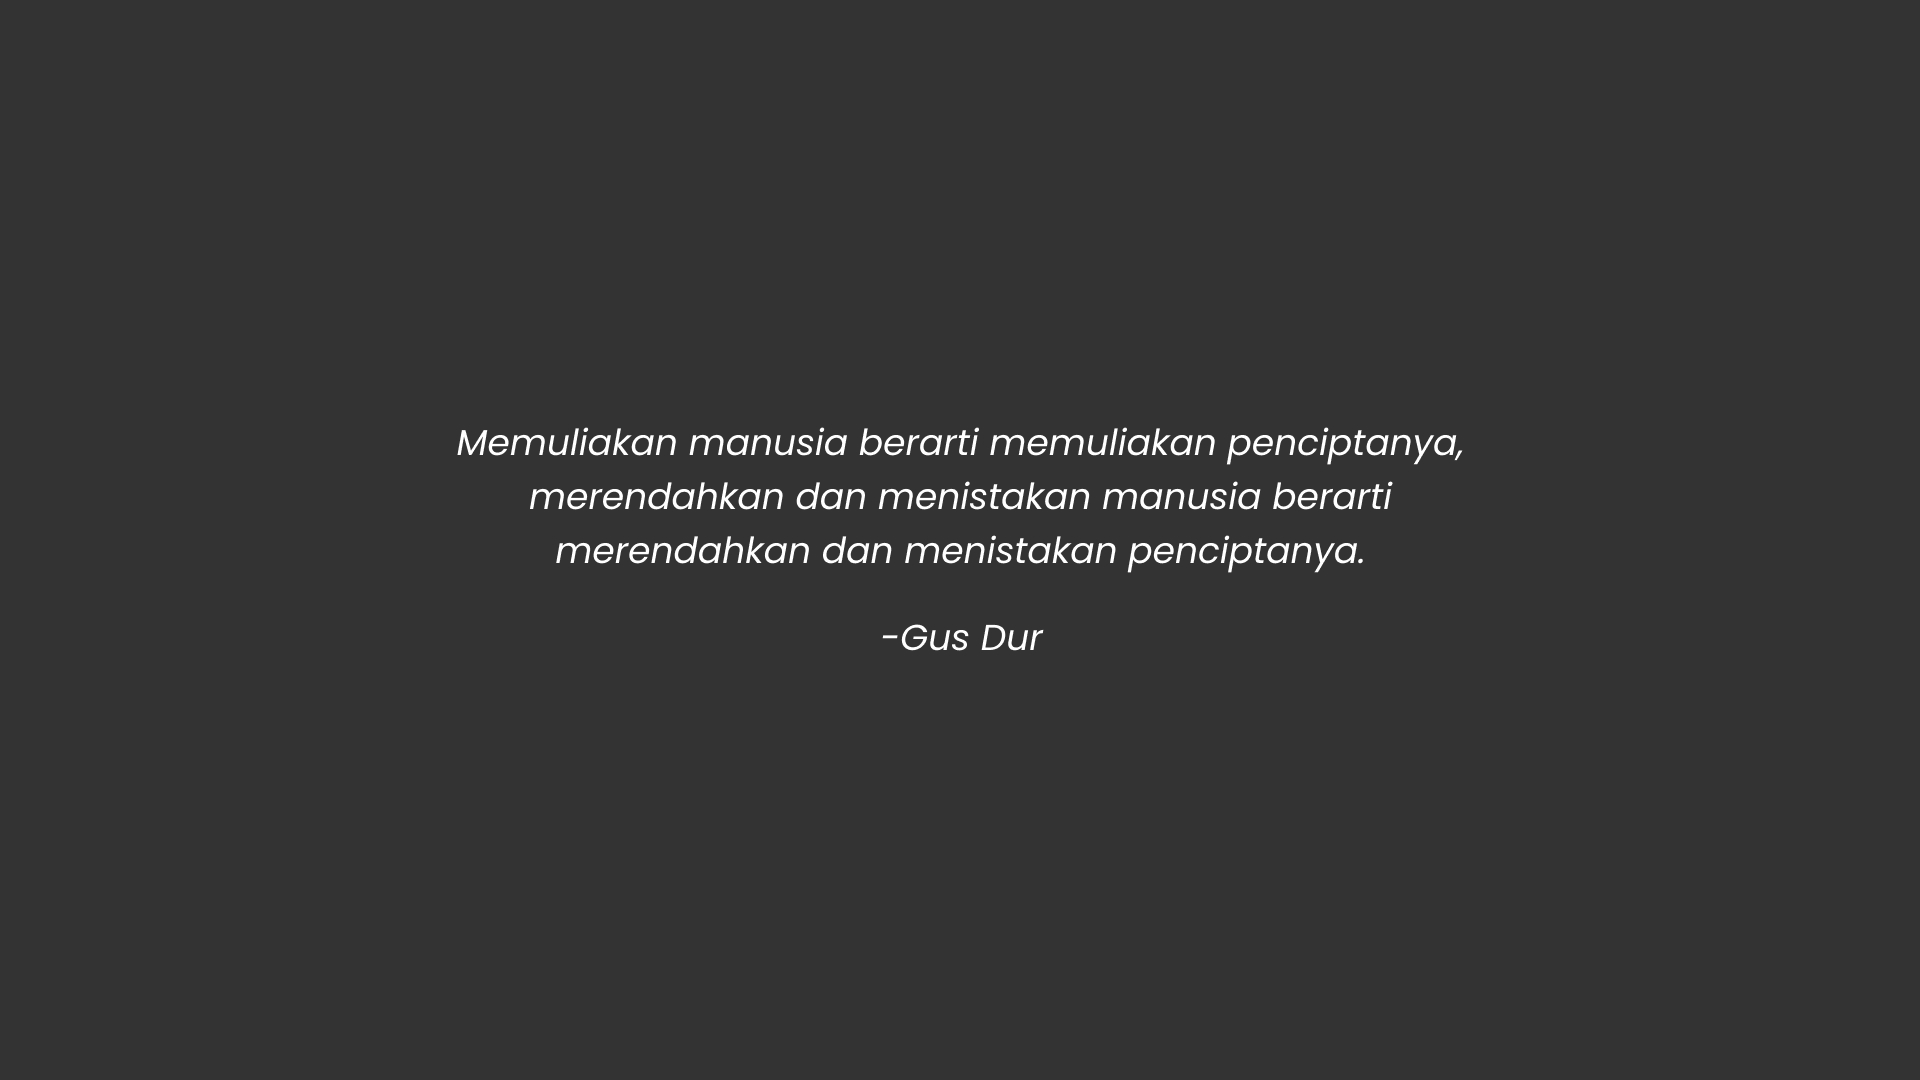 Memuliakan manusia berarti memuliakan penciptanya,
merendahkan dan menistakan manusia berarti
merendahkan dan menistakan penciptanya.
-Gus Dur